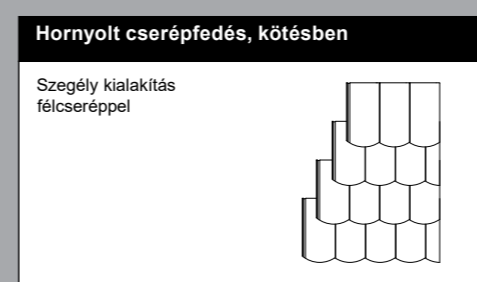 Hornyolt cserépfedés, kötésben
Szegély kialakítás
félcseréppel